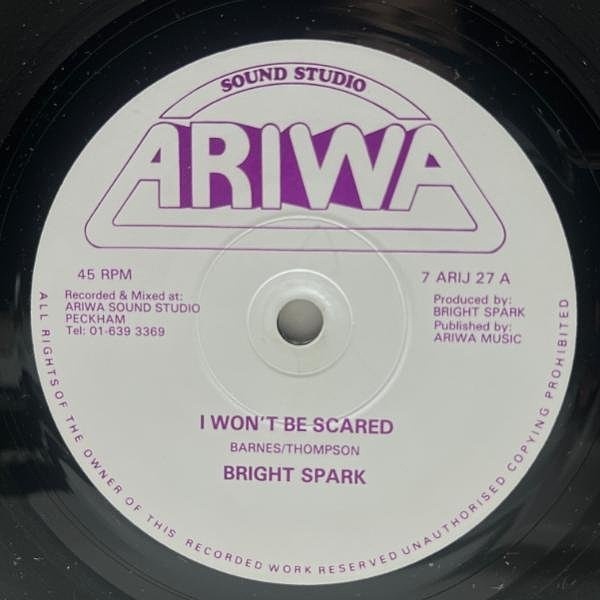 SOUND STUDIO
ARIWA
45 RPM
7 ARIJ 27 A
Recorded & Mixed at:
ARIWA SOUND STUDIO
PECKHAM
Tel: 01-639 3369
Produced by:
BRIGHT SPARK
Published by:
ARIWA MUSIC
I WON'T BE SCARED
BARNES/THOMPSON
BRIGHT SPARK
ALL RIGHTS OF THE OWNER OF THIS RECORDED WORK RESERVED UNAUTHORISED COPYING PROHIBITED